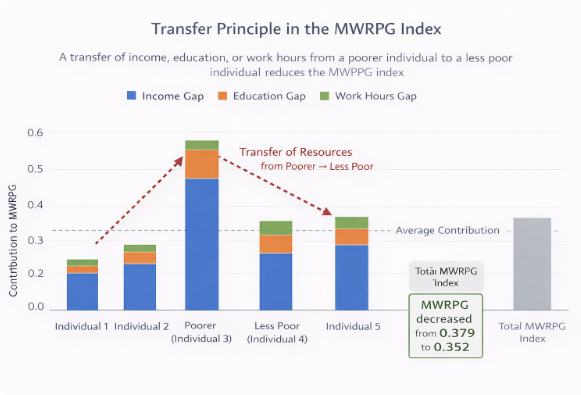 Transfer Principle in the MWRPG Index
A transfer of income, education, or work hours from a poorer individual to a less poor
individual reduces the MWPPG index
Income Gap Education Gap Work Hours Gap
Contribution to MWRPG
0.6
0.5
0.4
0.3
0.2
0.0
Transfer of Resources
from Poorer → Less Poor
Average Contribution
Total MWRPG
Index
MWRPG
decreased
from 0.379
to 0.352
Individual 1 Individual 2 Poorer Less Poor Individual 5 Total MWRPG
(Individual 3) (Individual 4) Index